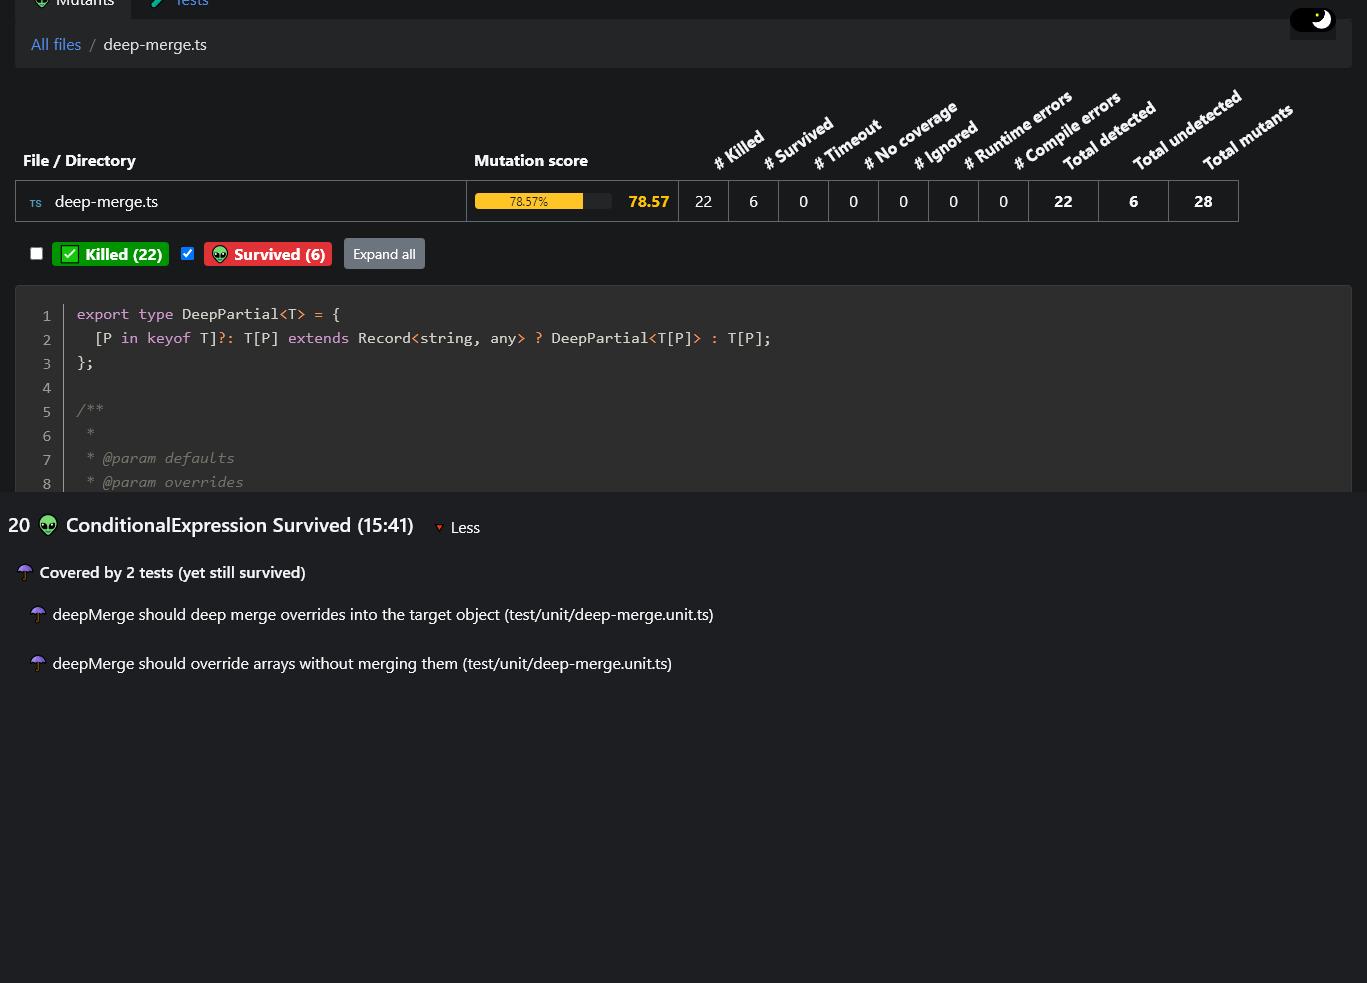 Mutants Tests
All files / deep-merge.ts
File / Directory Mutation score # Killed # Survived # Timeout # No coverage # Ignored # Runtime errors # Compile errors Total detected Total undetected Total mutants
TS deep-merge.ts 78.57% 78.57 22 6 0 0 0 0 0 22 6 28
Killed (22) Survived (6) Expand all
1 export type DeepPartial<T> = {
2 [P in keyof T]?: T[P] extends Record<string, any> ? DeepPartial<T[P]> : T[P];
3 };
4
5 /**
6 *
7 * @param defaults
8 * @param overrides
20 ConditionalExpression Survived (15:41) Less
Covered by 2 tests (yet still survived)
deepMerge should deep merge overrides into the target object (test/unit/deep-merge.unit.ts)
deepMerge should override arrays without merging them (test/unit/deep-merge.unit.ts)